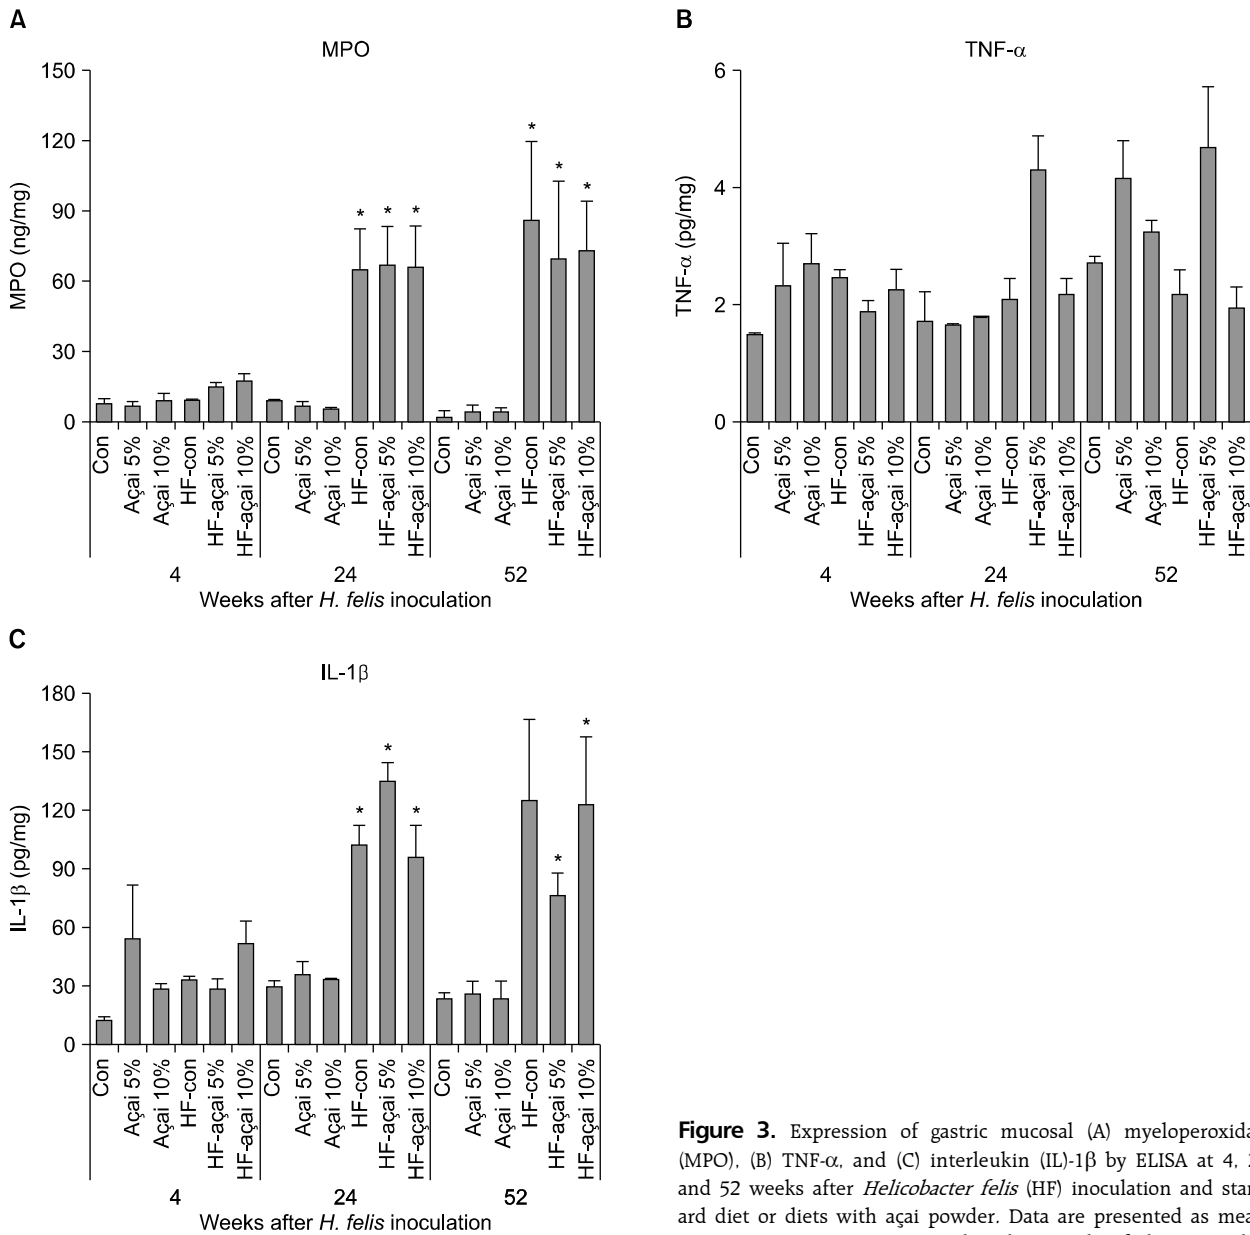 A
MPO
150
120
90
60
30
0
MPO (ng/mg)
* * * * * *
Con
Açai 5%
Açai 10%
HF-con
HF-açai 5%
HF-açai 10%
Con
Açai 5%
Açai 10%
HF-con
HF-açai 5%
HF-açai 10%
Con
Açai 5%
Açai 10%
HF-con
HF-açai 5%
HF-açai 10%
4 24 52
Weeks after H. felis inoculation
B
TNF-α
6
4
2
0
TNF-α (pg/mg)
Con
Açai 5%
Açai 10%
HF-con
HF-açai 5%
HF-açai 10%
Con
Açai 5%
Açai 10%
HF-con
HF-açai 5%
HF-açai 10%
Con
Açai 5%
Açai 10%
HF-con
HF-açai 5%
HF-açai 10%
4 24 52
Weeks after H. felis inoculation
C
IL-1β
180
150
120
90
60
30
0
IL-1β (pg/mg)
* * * * *
Con
Açai 5%
Açai 10%
HF-con
HF-açai 5%
HF-açai 10%
Con
Açai 5%
Açai 10%
HF-con
HF-açai 5%
HF-açai 10%
Con
Açai 5%
Açai 10%
HF-con
HF-açai 5%
HF-açai 10%
4 24 52
Weeks after H. felis inoculation
Figure 3. Expression of gastric mucosal (A) myeloperoxida
(MPO), (B) TNF-α, and (C) interleukin (IL)-1β by ELISA at 4,
and 52 weeks after Helicobacter felis (HF) inoculation and stan
ard diet or diets with açai powder. Data are presented as mea